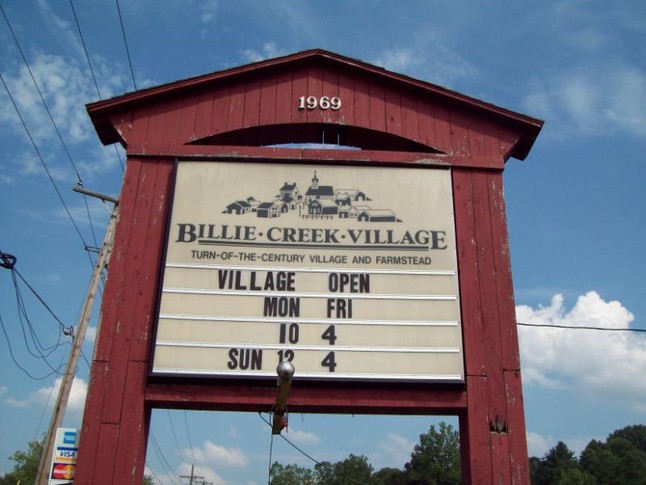 1969
BILLIE·CREEK·VILLAGE
TURN-OF-THE-CENTURY VILLAGE AND FARMSTEAD
VILLAGE OPEN
MON FRI
10 4
SUN 12 4
VISA